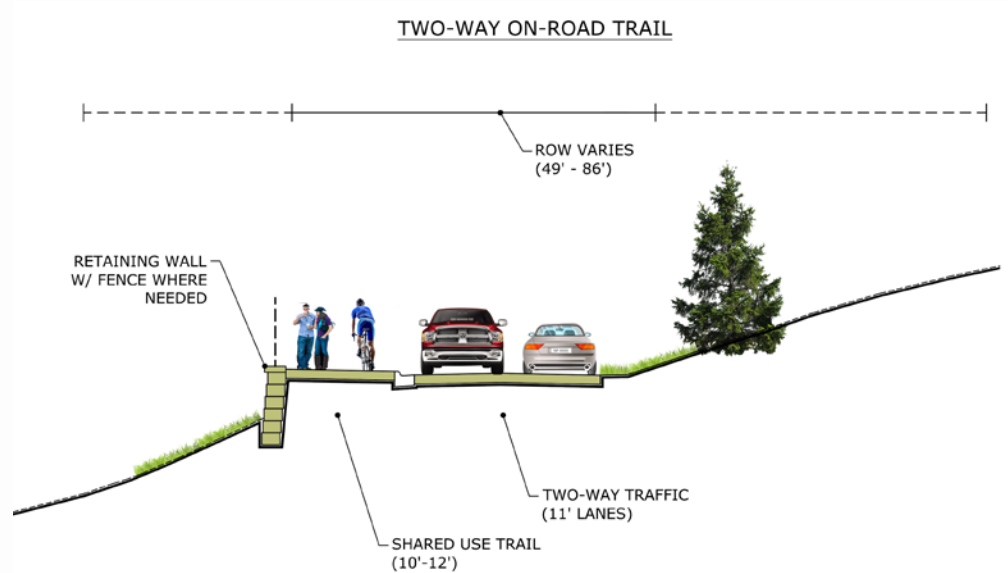 TWO-WAY ON-ROAD TRAIL
ROW VARIES
(49' - 86')
RETAINING WALL
W/ FENCE WHERE
NEEDED
TWO-WAY TRAFFIC
(11' LANES)
SHARED USE TRAIL
(10'-12')